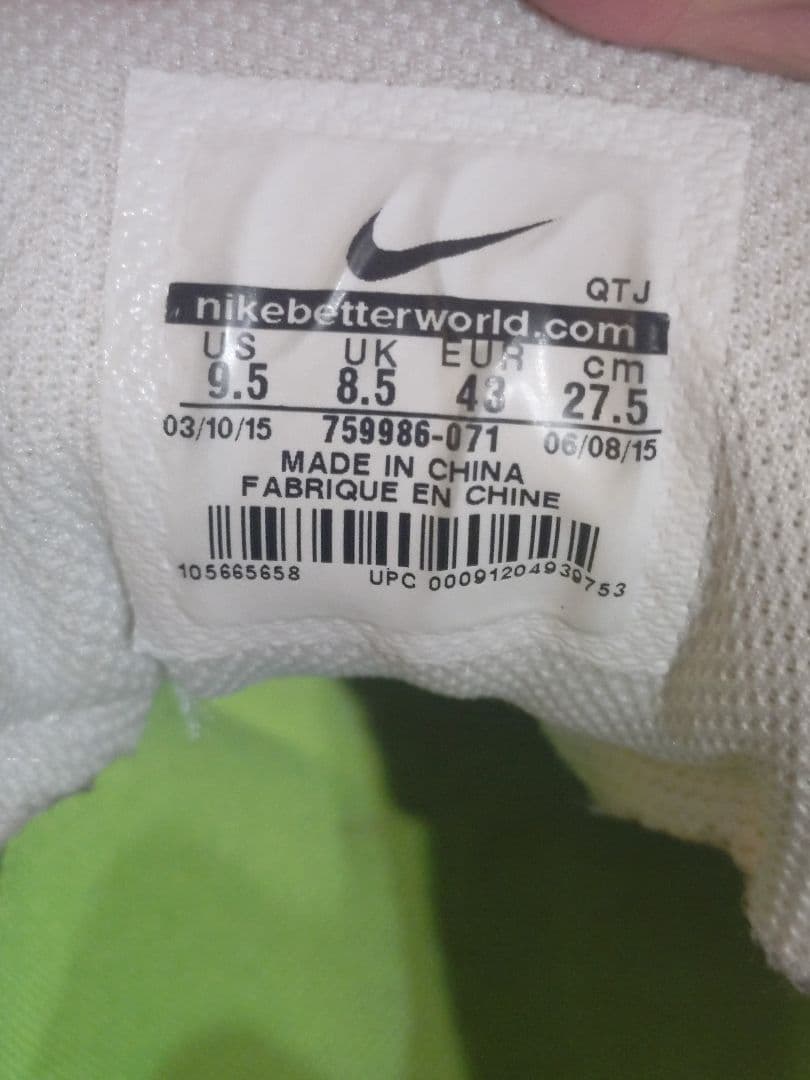 QTJ
nikebetterworld.com
US UK EUR cm
9.5 8.5 43 27.5
03/10/15 759986-071 06/08/15
MADE IN CHINA
FABRIQUE EN CHINE
105665658 UPC 00091204939753